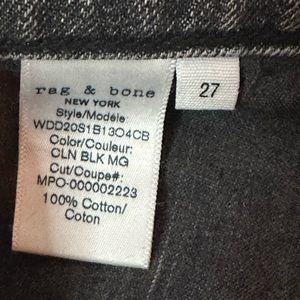 rag & bone
NEW YORK
Style/Modèle:
WDD20S1B13O4CB
Color/Couleur:
CLN BLK MG
Cut/Coupe#:
MPO-000002223
100% Cotton/
Coton
27